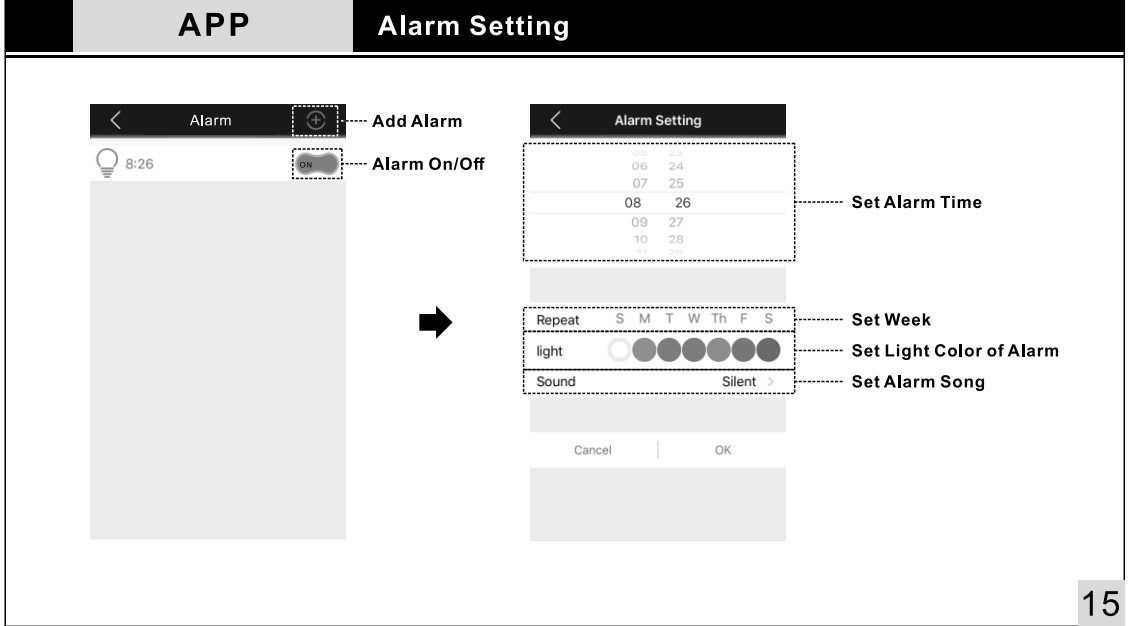 APP
Alarm Setting
Alarm
Add Alarm
8:26
ON
Alarm On/Off
Alarm Setting
06 24
07 25
08 26
09 27
10 28
Set Alarm Time
Repeat S M T W Th F S
Set Week
light
Set Light Color of Alarm
Sound Silent >
Set Alarm Song
Cancel OK
15